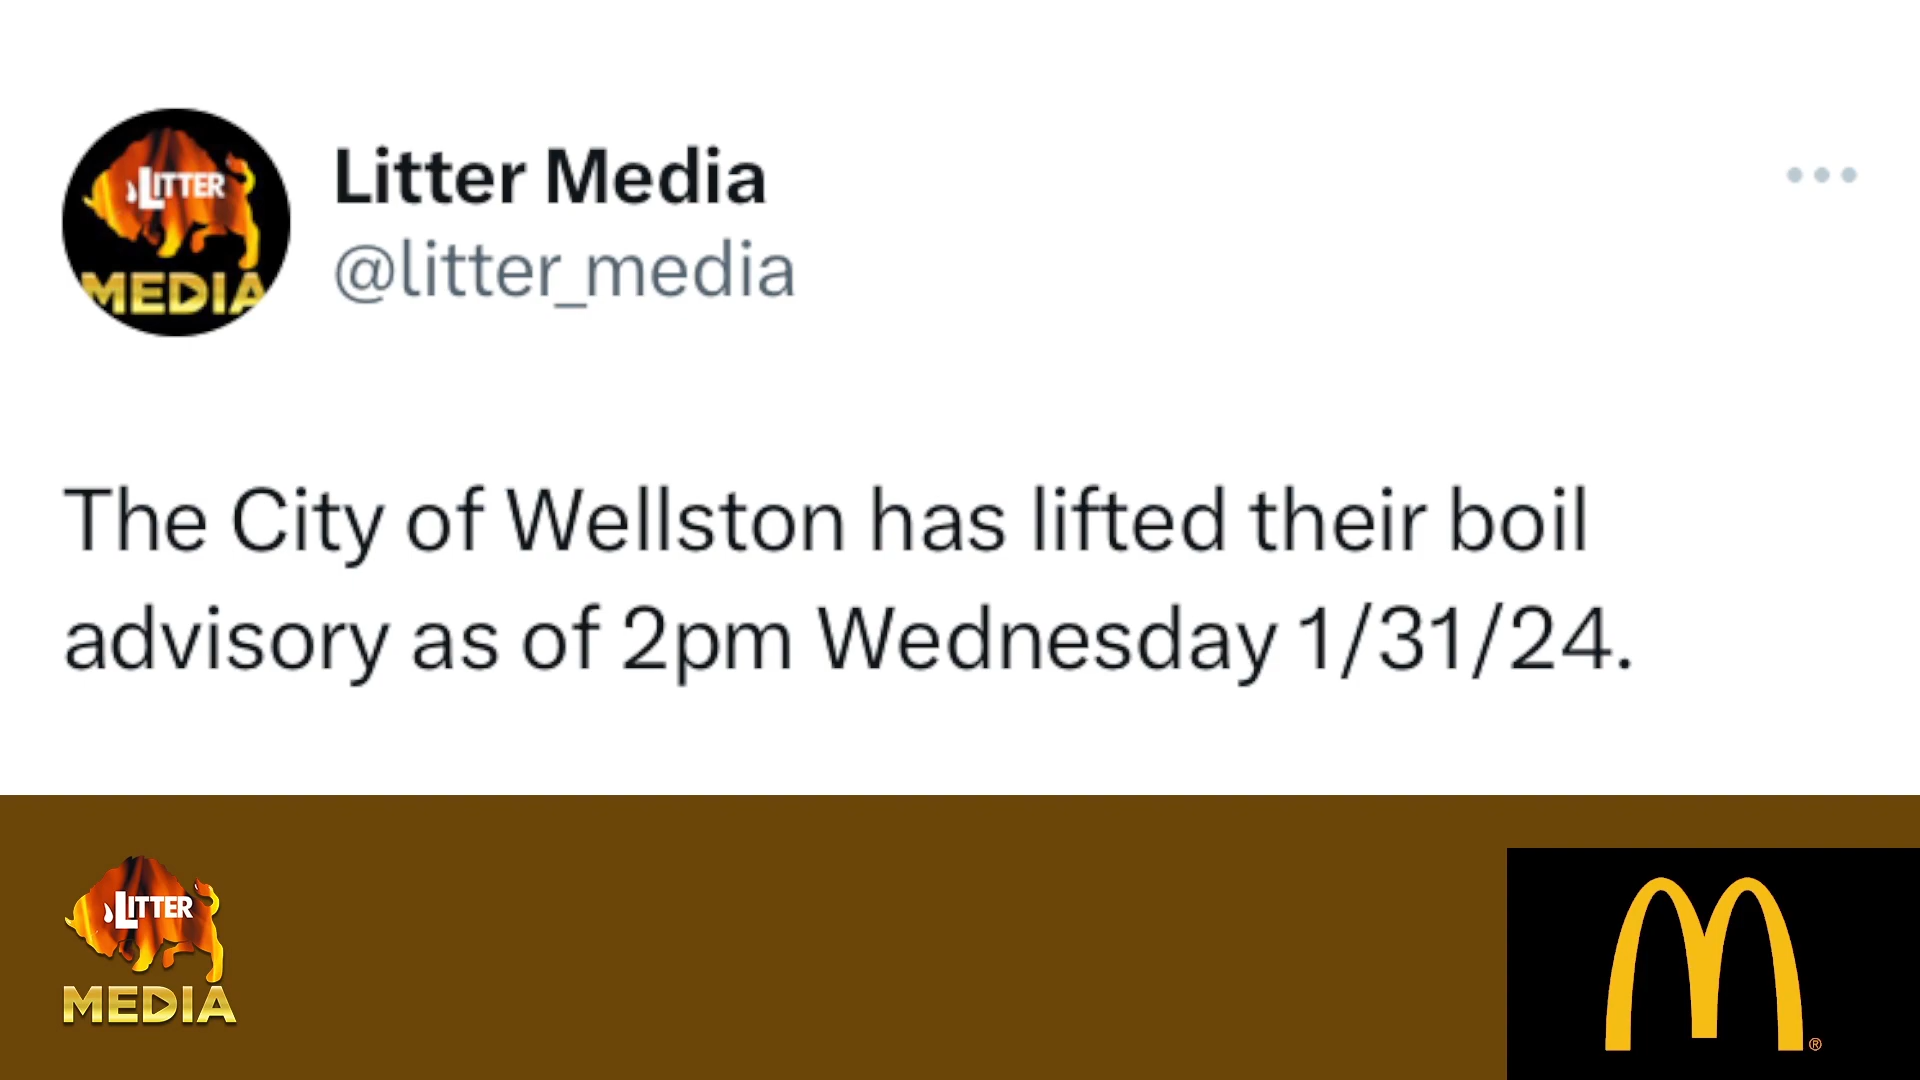 LITTER
MEDIA
Litter Media
@litter_media
The City of Wellston has lifted their boil
advisory as of 2pm Wednesday 1/31/24.
LITTER
MEDIA
M
®